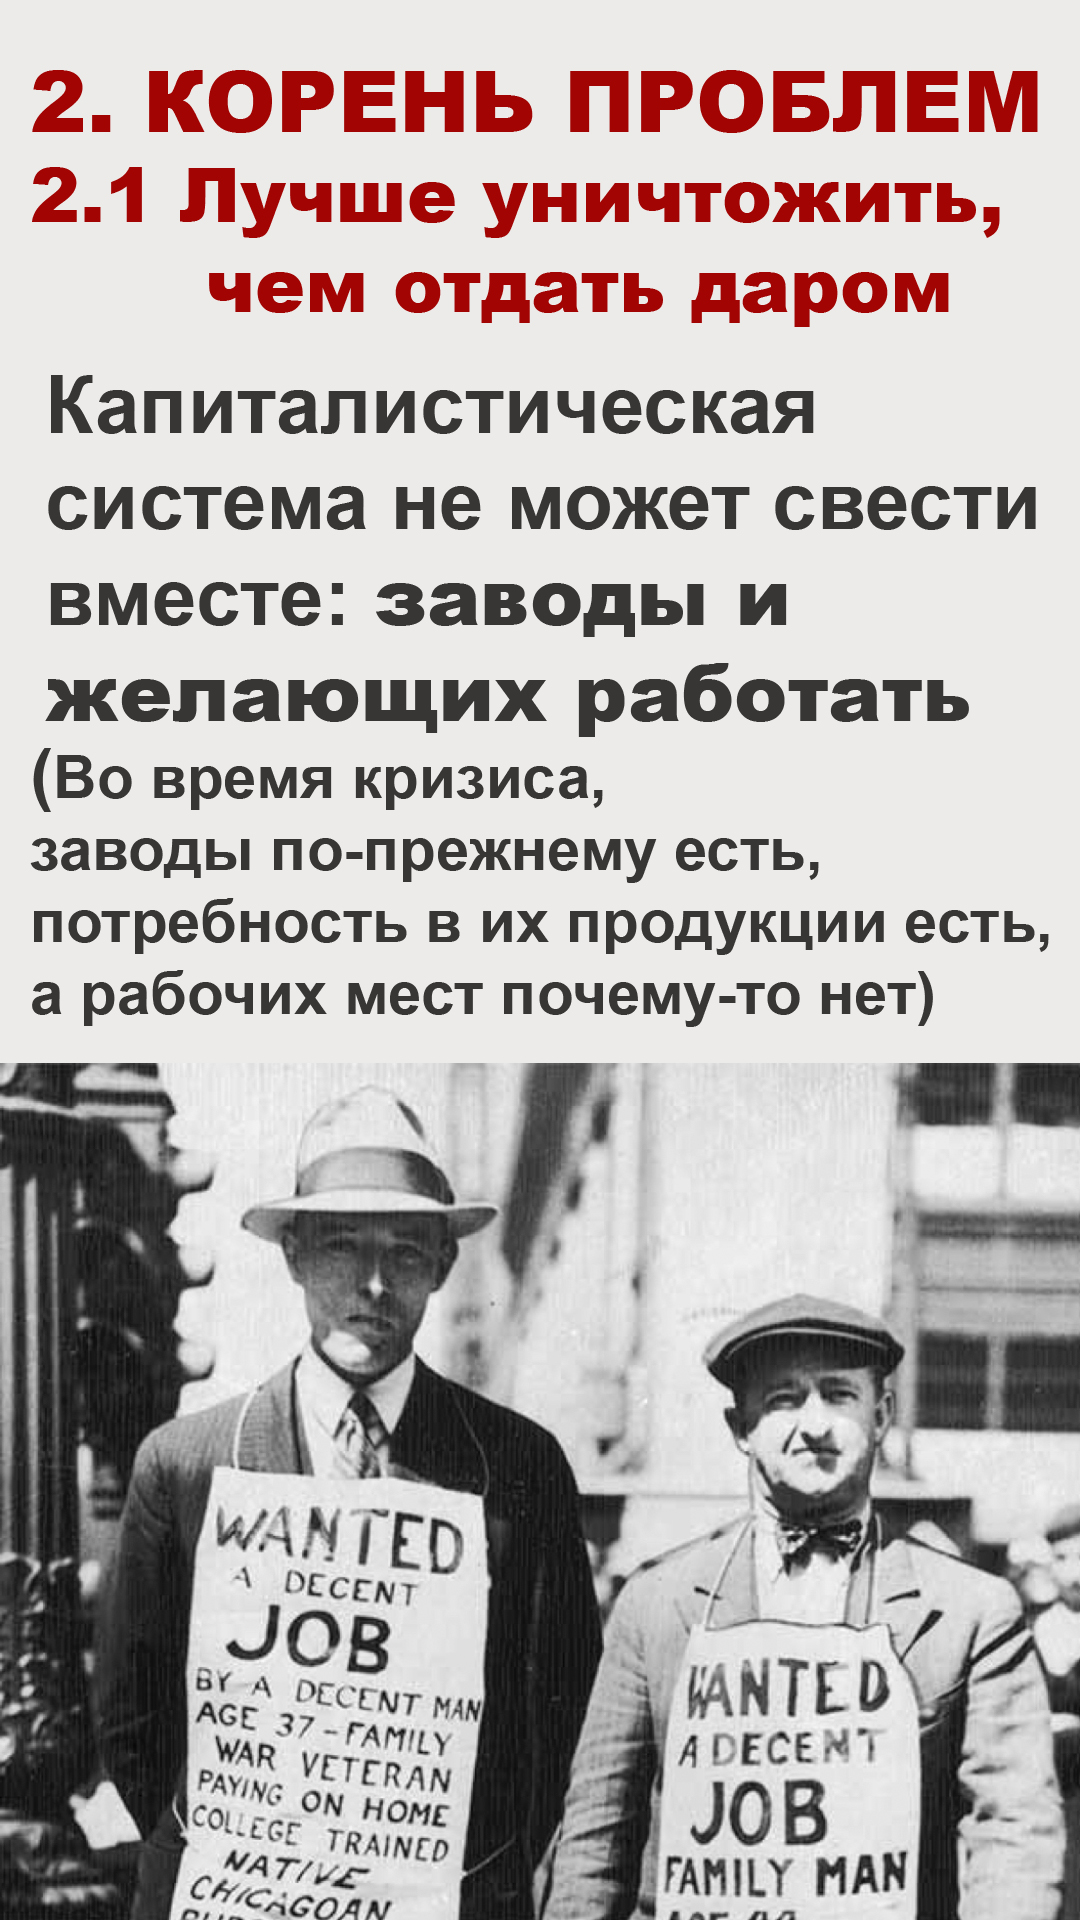 2. КОРЕНЬ ПРОБЛЕМ
2.1 Лучше уничтожить,
чем отдать даром
Капиталистическая
система не может свести
вместе: заводы и
желающих работать
(Во время кризиса,
заводы по-прежнему есть,
потребность в их продукции есть,
а рабочих мест почему-то нет)
WANTED
A DECENT
JOB
BY A DECENT MAN
AGE 37-FAMILY
WAR VETERAN
PAYING ON HOME
COLLEGE TRAINED
NATIVE
CHICAGOAN
WANTED
A DECENT
JOB
FAMILY MAN